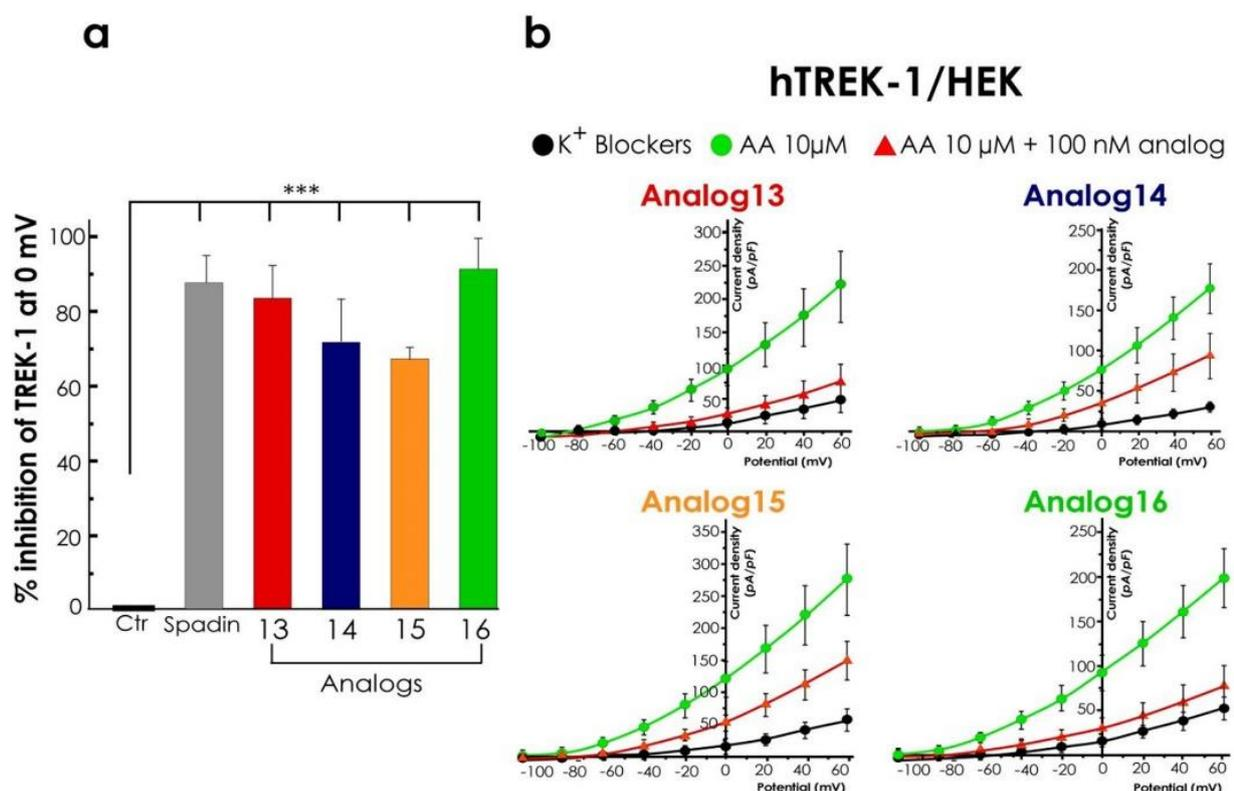 a
b
hTREK-1/HEK
K+ Blockers AA 10µM AA 10 µM + 100 nM analog
***
% inhibition of TREK-1 at 0 mV
100
80
60
40
20
0
Ctr Spadin 13 14 15 16
Analogs
Analog13
Current density
(pA/pF)
300
250
200
150
100
50
-100 -80 -60 -40 -20 0 20 40 60
Potential (mV)
Analog14
Current density
(pA/pF)
250
200
150
100
50
-100 -80 -60 -40 -20 0 20 40 60
Potential (mV)
Analog15
Current density
(pA/pF)
350
300
250
200
150
100
50
-100 -80 -60 -40 -20 0 20 40 60
Potential (mV)
Analog16
Current density
(pA/pF)
250
200
150
100
50
-100 -80 -60 -40 -20 0 20 40 60
Potential (mV)